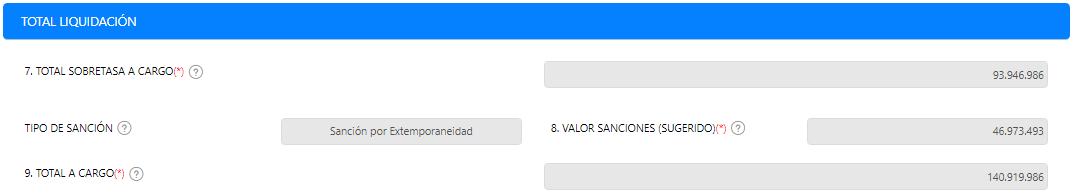 TOTAL LIQUIDACIÓN
7. TOTAL SOBRETASA A CARGO(*) ? 93.946.986
TIPO DE SANCIÓN ? Sanción por Extemporaneidad 8. VALOR SANCIONES (SUGERIDO)(*) ? 46.973.493
9. TOTAL A CARGO(*) ? 140.919.986